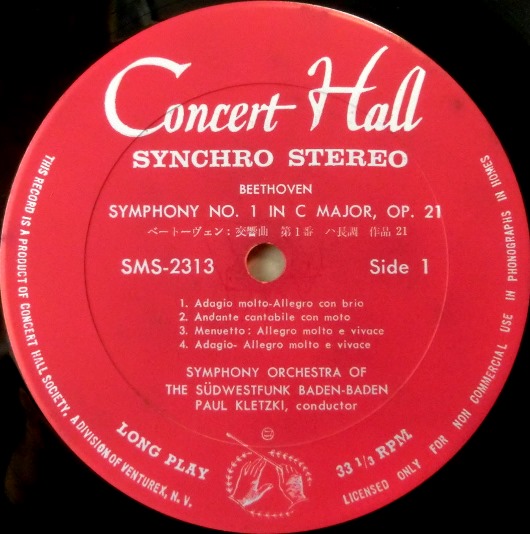 Concert Hall
SYNCHRO STEREO
BEETHOVEN
SYMPHONY NO. 1 IN C MAJOR, OP. 21
ベートーヴェン: 交響曲 第1番 ハ長調 作品21
SMS-2313 Side 1
1. Adagio molto-Allegro con brio
2. Andante cantabile con moto
3. Menuetto: Allegro molto e vivace
4. Adagio- Allegro molto e vivace
SYMPHONY ORCHESTRA OF
THE SÜDWESTFUNK BADEN-BADEN
PAUL KLETZKI, conductor
LONG PLAY
33 1/3 RPM
THIS RECORD IS A PRODUCT OF CONCERT HALL SOCIETY, A DIVISION OF VENTUREX, N. V.
LICENSED ONLY FOR NON COMMERCIAL USE IN PHONOGRAPHS IN HOMES